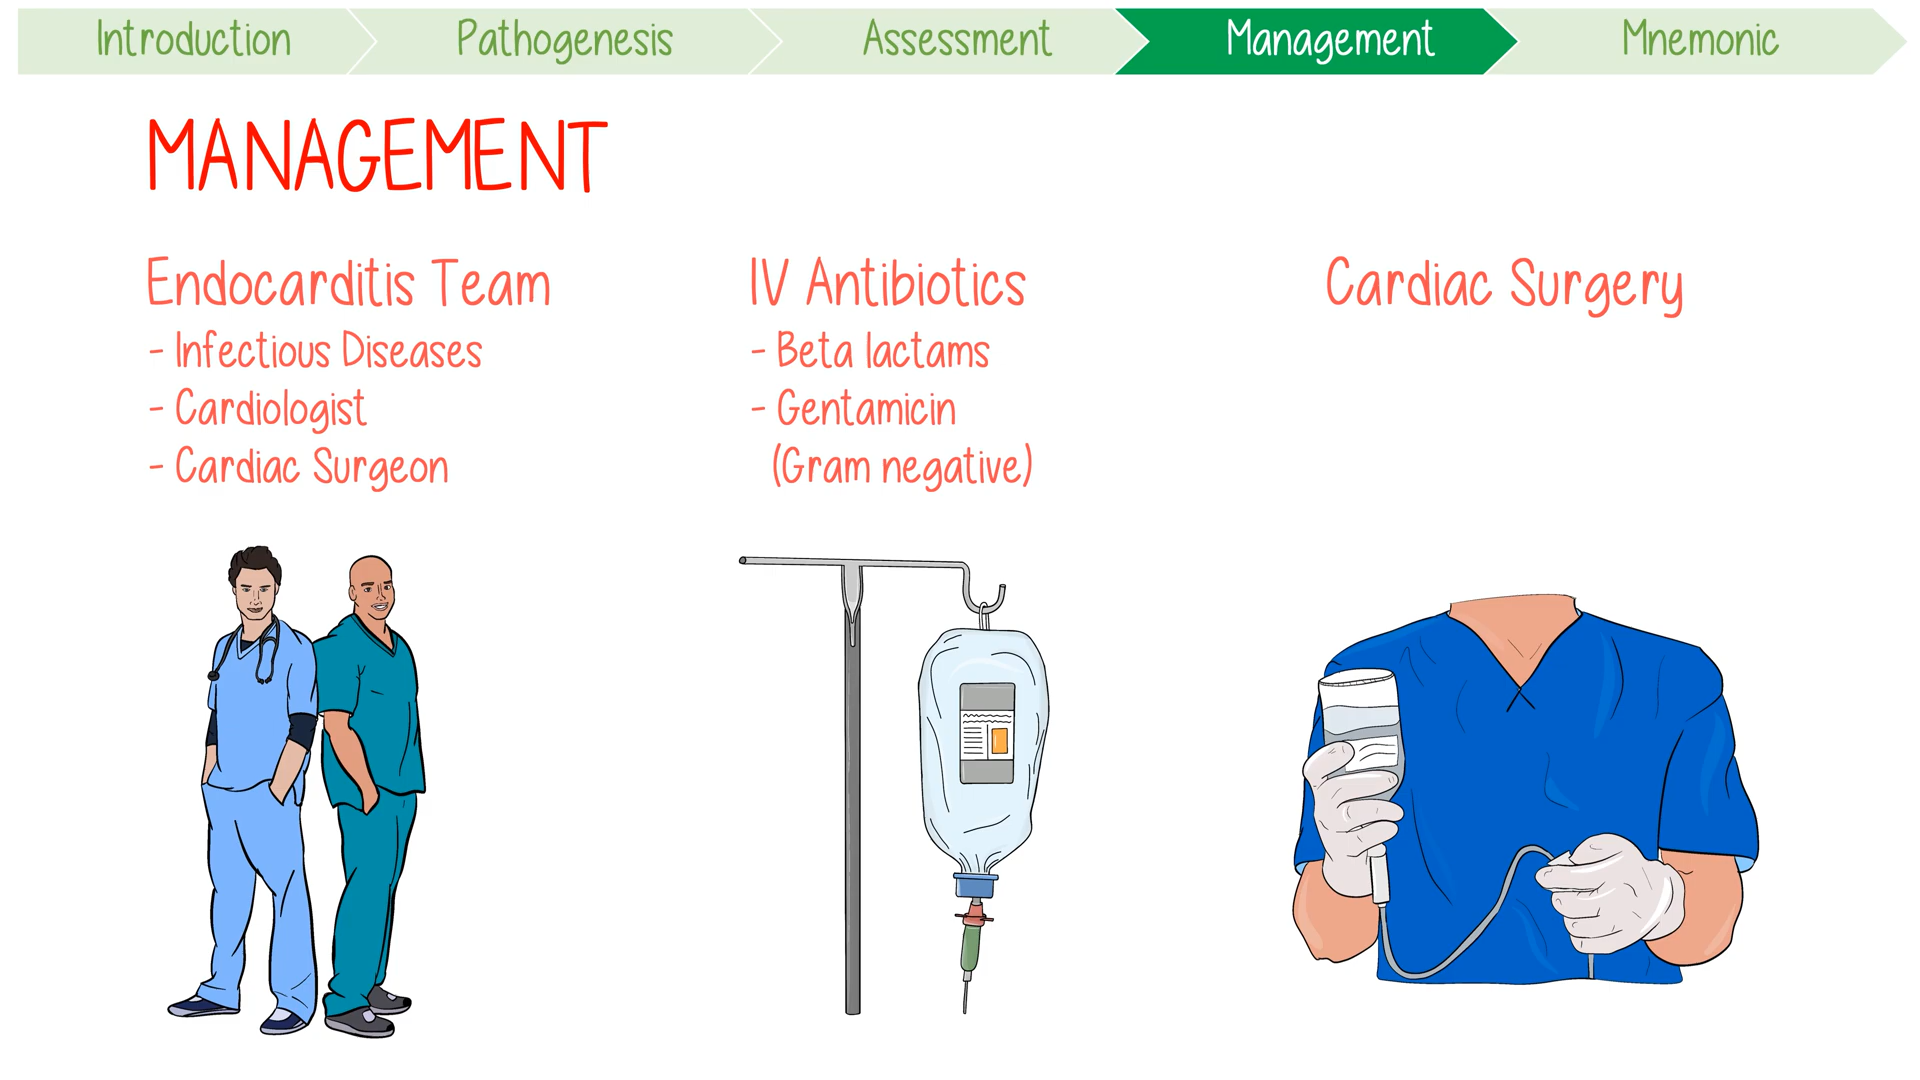 Introduction
Pathogenesis
Assessment
Management
Mnemonic
MANAGEMENT
Endocarditis Team
- Infectious Diseases
- Cardiologist
- Cardiac Surgeon
IV Antibiotics
- Beta lactams
- Gentamicin
(Gram negative)
Cardiac Surgery